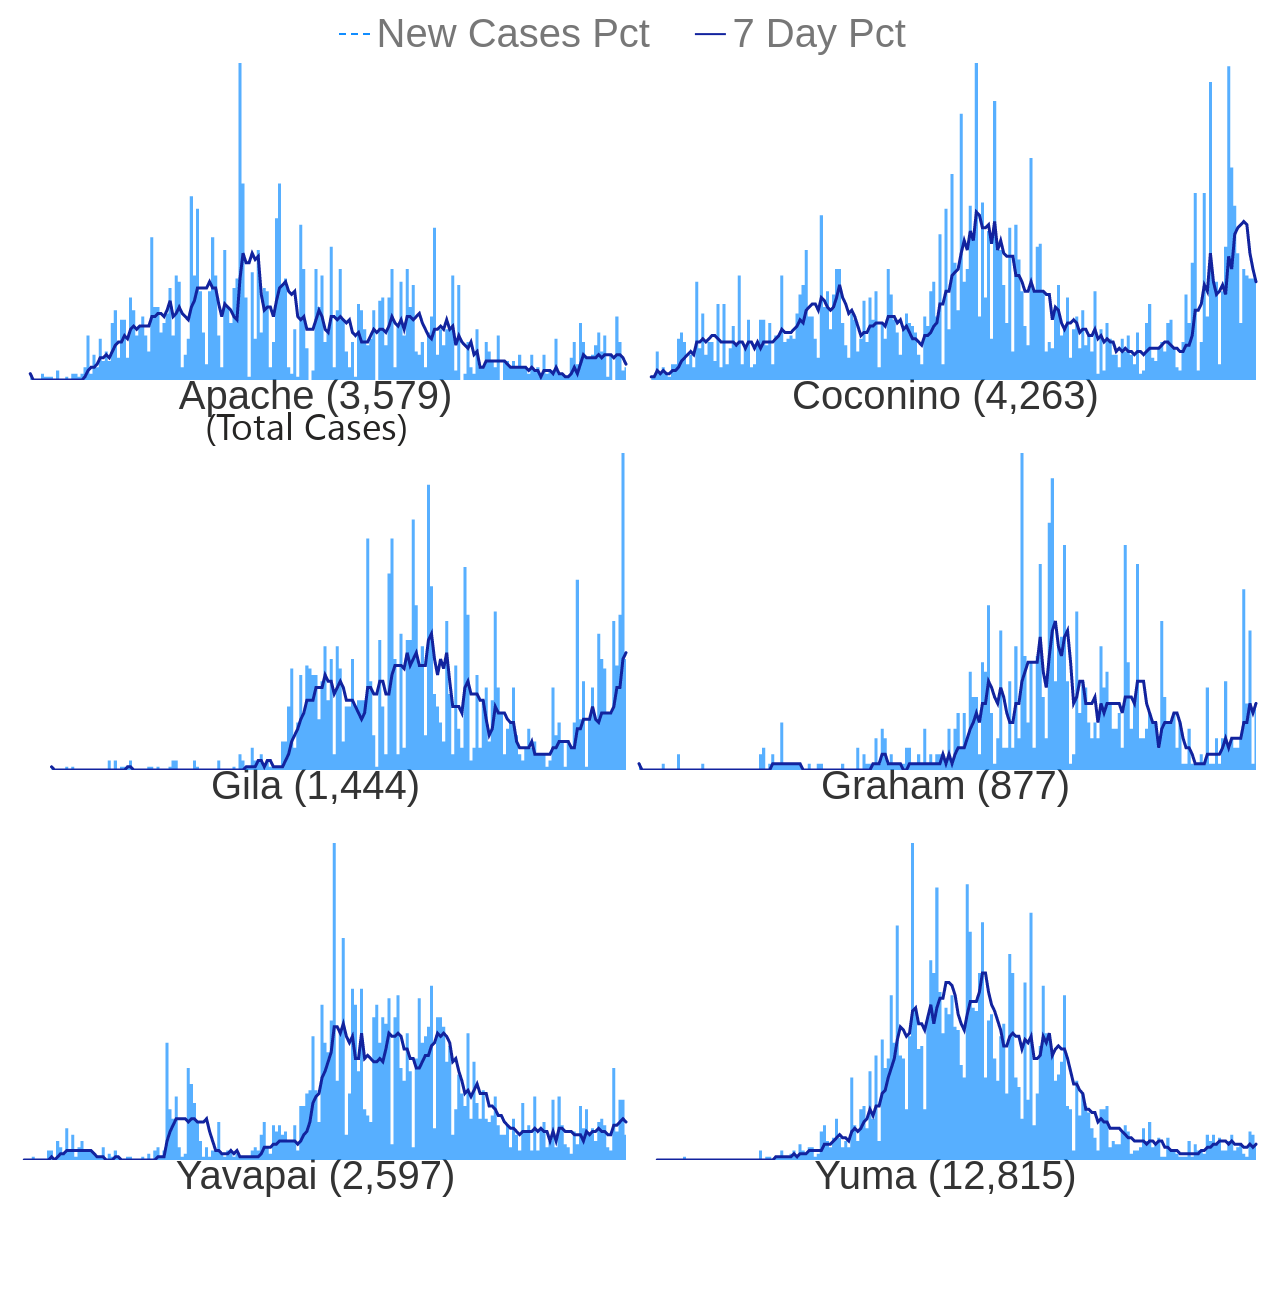 New Cases Pct 7 Day Pct
Apache (3,579) Coconino (4,263)
(Total Cases)
Gila (1,444) Graham (877)
Yavapai (2,597) Yuma (12,815)